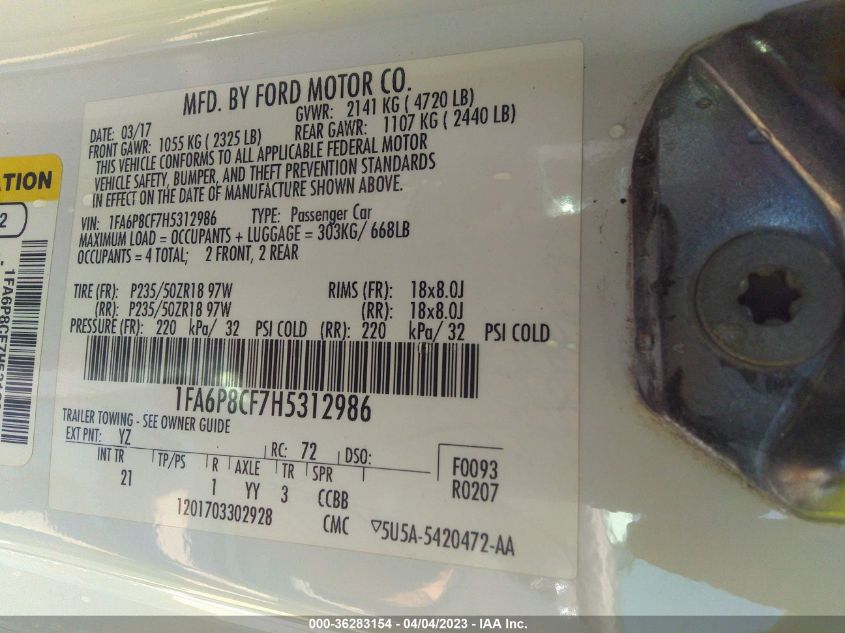 MFD. BY FORD MOTOR CO.
DATE: 03/17 GVWR: 2141 KG ( 4720 LB)
FRONT GAWR: 1055 KG ( 2325 LB) REAR GAWR: 1107 KG ( 2440 LB)
THIS VEHICLE CONFORMS TO ALL APPLICABLE FEDERAL MOTOR
VEHICLE SAFETY, BUMPER, AND THEFT PREVENTION STANDARDS
IN EFFECT ON THE DATE OF MANUFACTURE SHOWN ABOVE.
VIN: 1FA6P8CF7H5312986 TYPE: Passenger Car
MAXIMUM LOAD = OCCUPANTS + LUGGAGE = 303KG/ 668LB
OCCUPANTS = 4 TOTAL; 2 FRONT, 2 REAR
TIRE (FR): P235/50ZR18 97W RIMS (FR): 18x8.0J
(RR): P235/50ZR18 97W (RR): 18x8.0J
PRESSURE (FR): 220 kPa/ 32 PSI COLD (RR): 220 kPa/ 32 PSI COLD
1FA6P8CF7H5312986
TRAILER TOWING - SEE OWNER GUIDE
EXT PNT: YZ RC: 72 DSO:
INT TR TP/PS R AXLE TR SPR F0093
21 1 YY 3 CCBB R0207
1201703302928 CMC ▽5U5A-5420472-AA
2
000-36283154 - 04/04/2023 - IAA Inc.